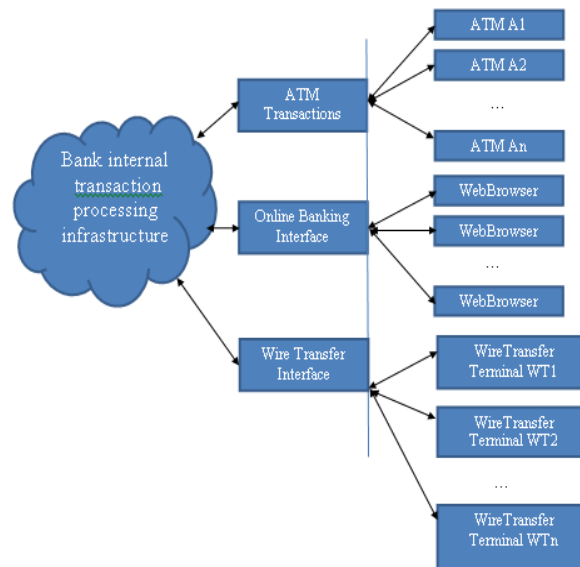 Bank internal
transaction
processing
infrastructure
ATM
Transactions
Online Banking
Interface
Wire Transfer
Interface
ATM A1
ATM A2
...
ATM An
WebBrowser
WebBrowser
...
WebBrowser
WireTransfer
Terminal WT1
WireTransfer
Terminal WT2
...
WireTransfer
Terminal WTn